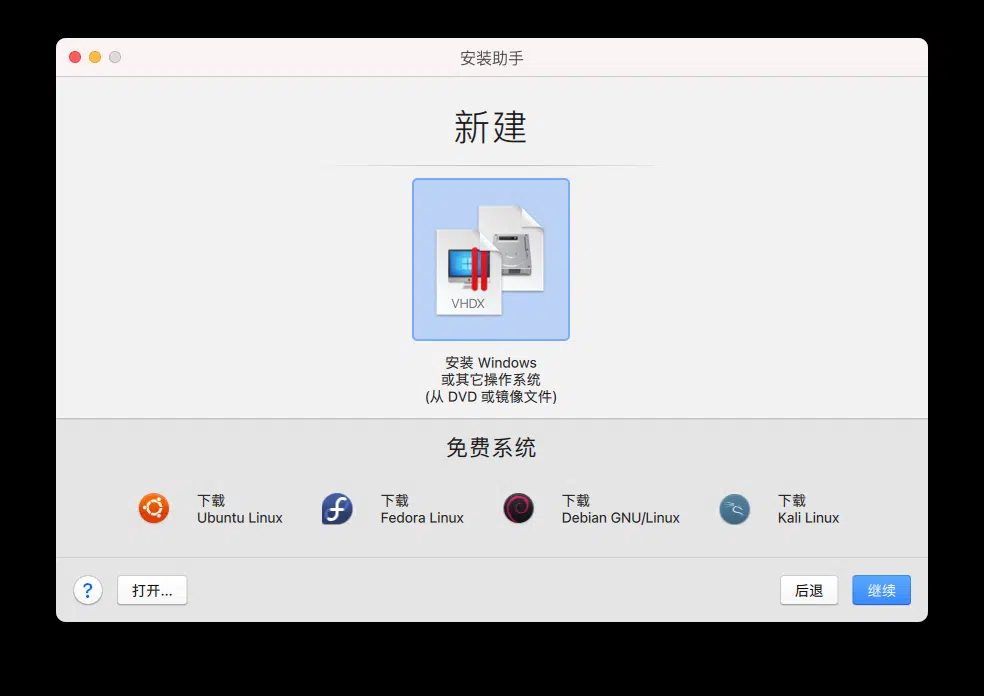 安装助手
新建
VHDX
安装 Windows
或其它操作系统
(从 DVD 或镜像文件)
免费系统
下载
Ubuntu Linux
下载
Fedora Linux
下载
Debian GNU/Linux
下载
Kali Linux
?
打开...
后退
继续